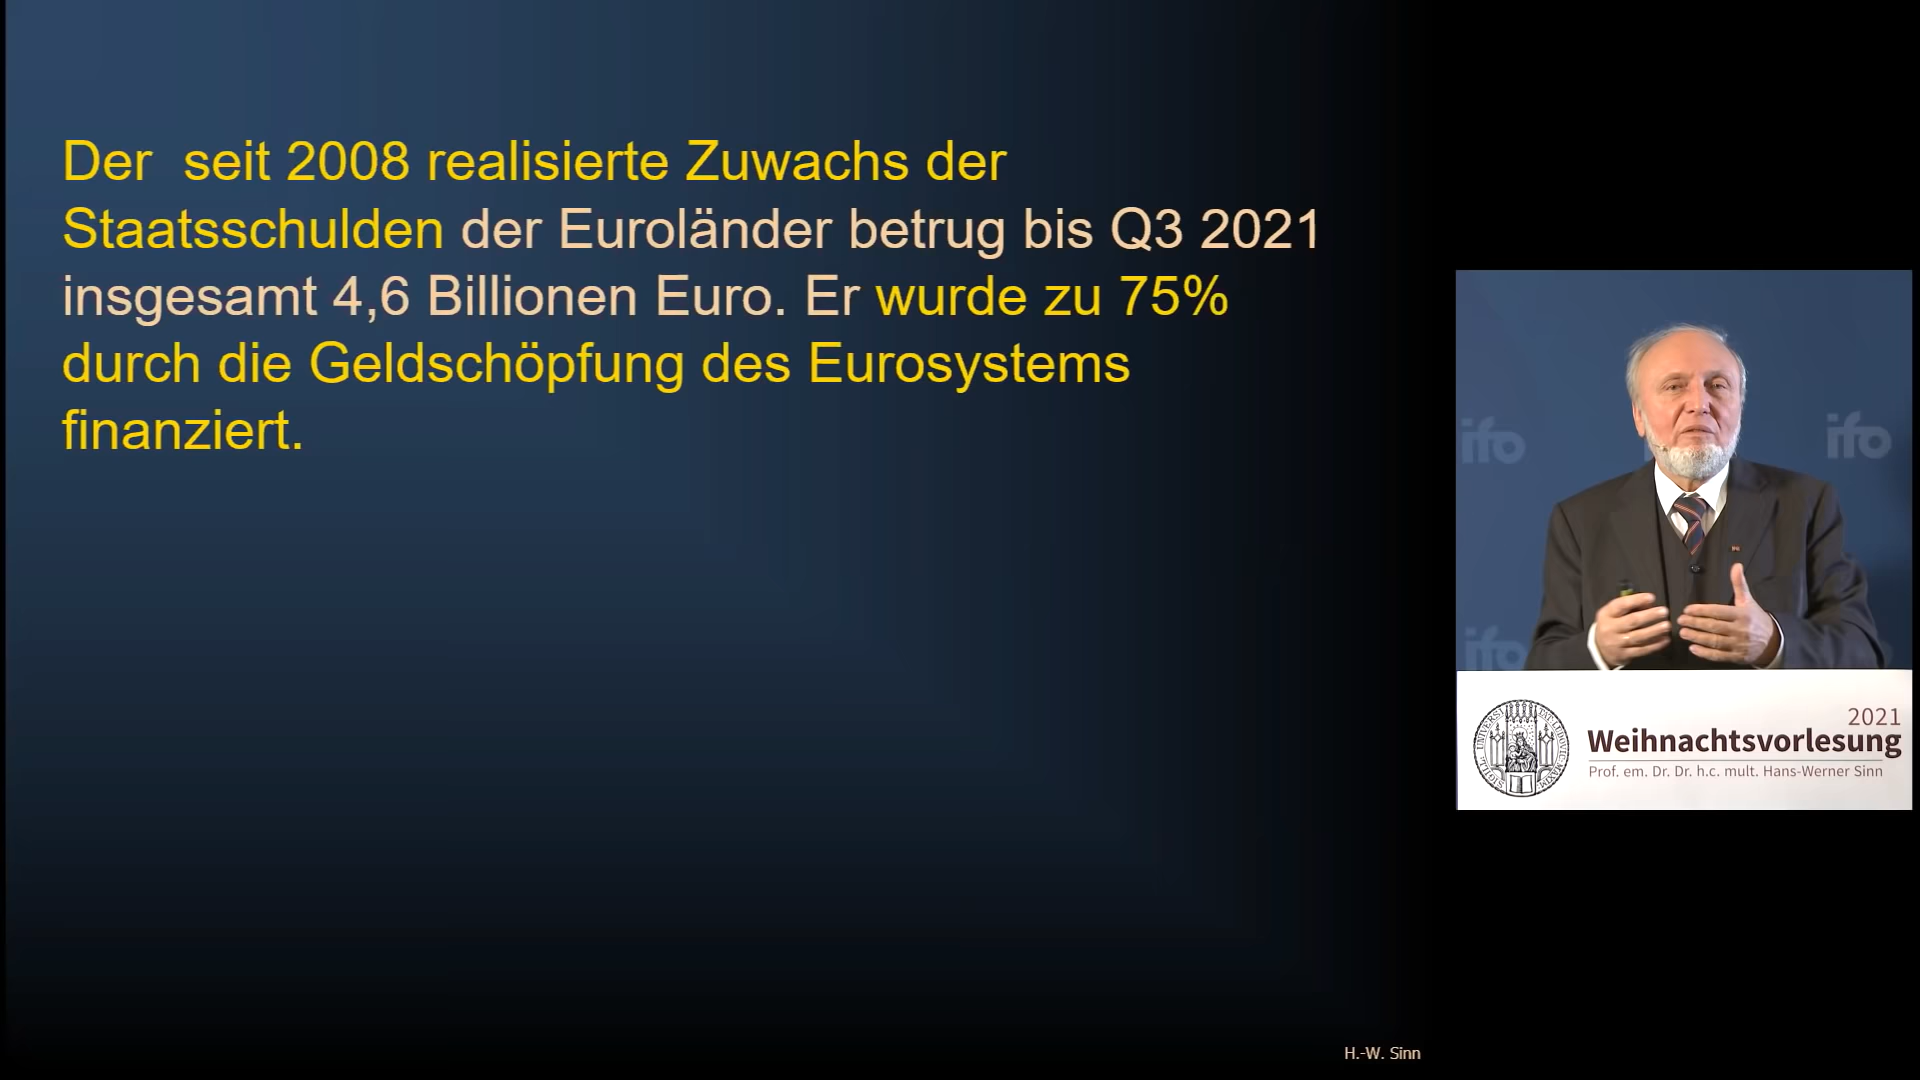 Der seit 2008 realisierte Zuwachs der
Staatsschulden der Euroländer betrug bis Q3 2021
insgesamt 4,6 Billionen Euro. Er wurde zu 75%
durch die Geldschöpfung des Eurosystems
finanziert.
ifo
ifo
ifo
2021
Weihnachtsvorlesung
Prof. em. Dr. Dr. h.c. mult. Hans-Werner Sinn
H.-W. Sinn